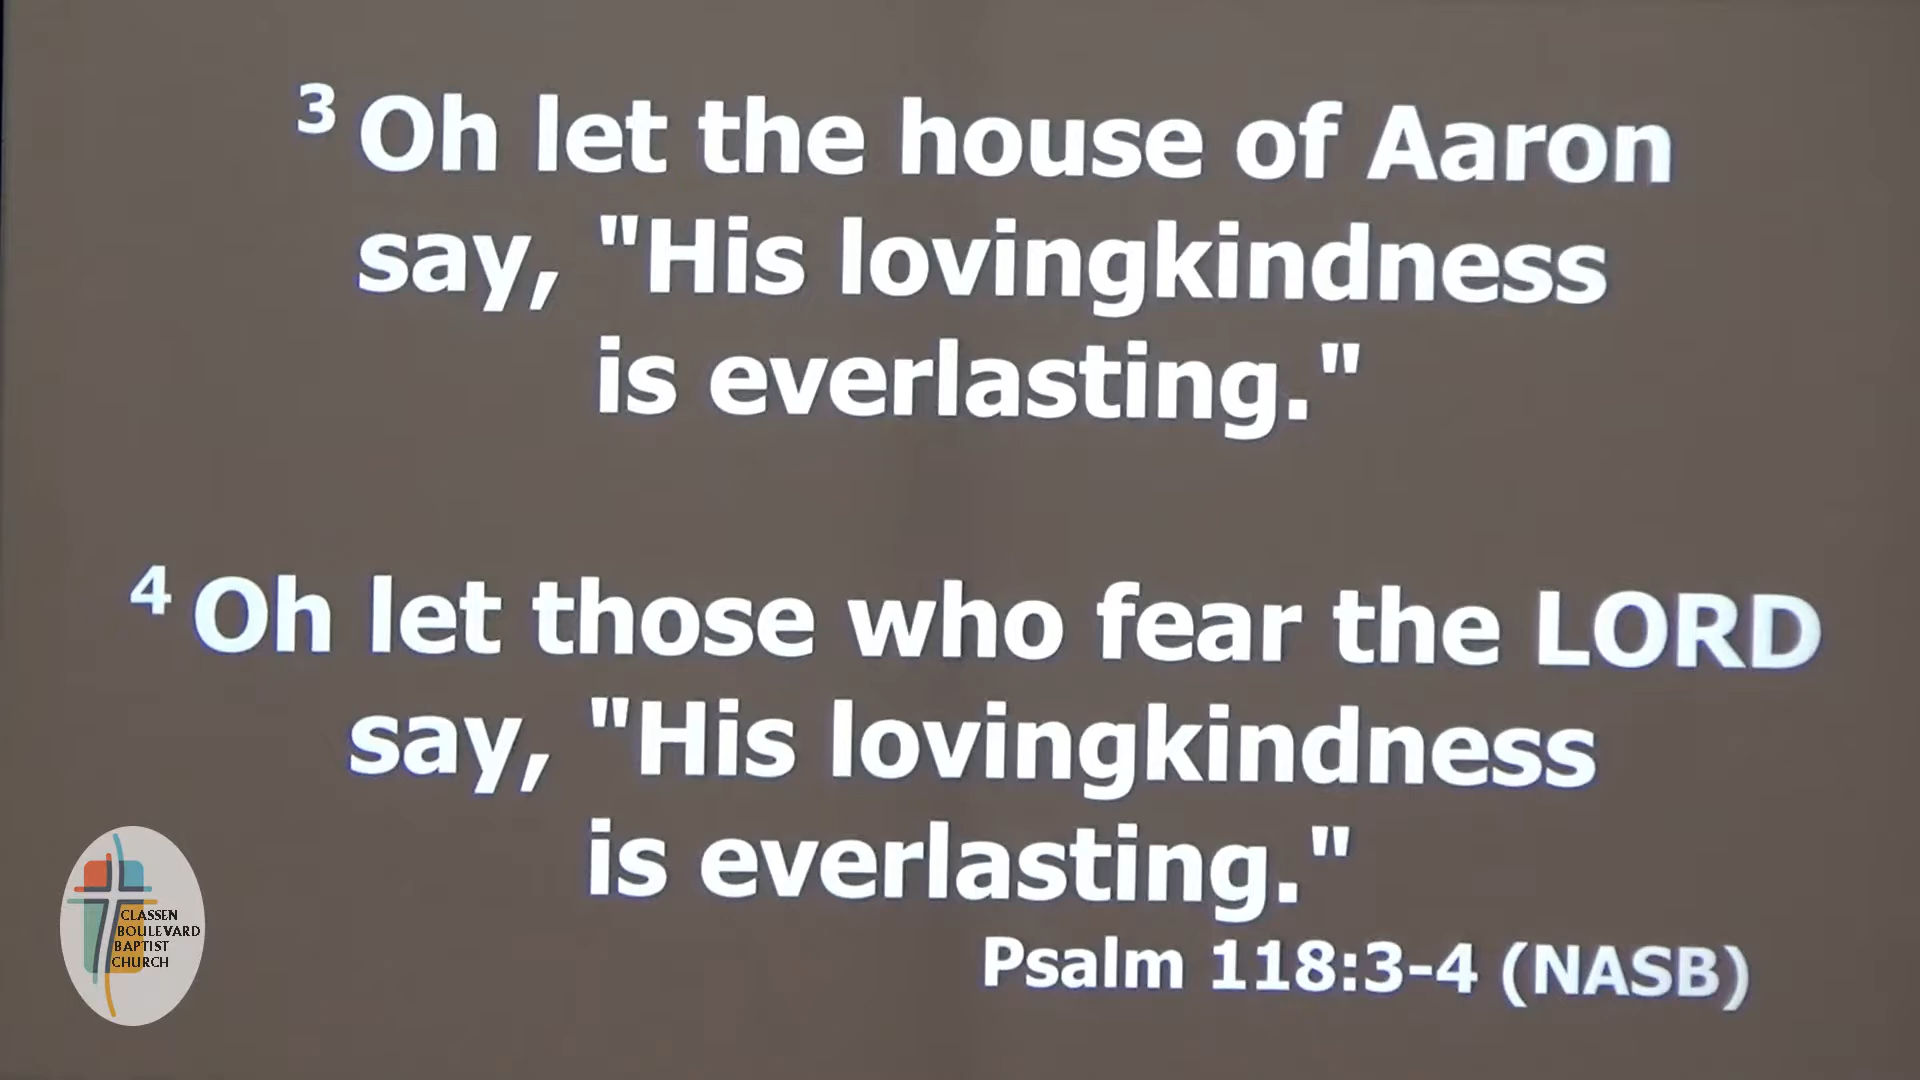 3 Oh let the house of Aaron
say, "His lovingkindness
is everlasting."
4 Oh let those who fear the LORD
say, "His lovingkindness
is everlasting."
Psalm 118:3-4 (NASB)
CLASSEN
BOULEVARD
BAPTIST
CHURCH